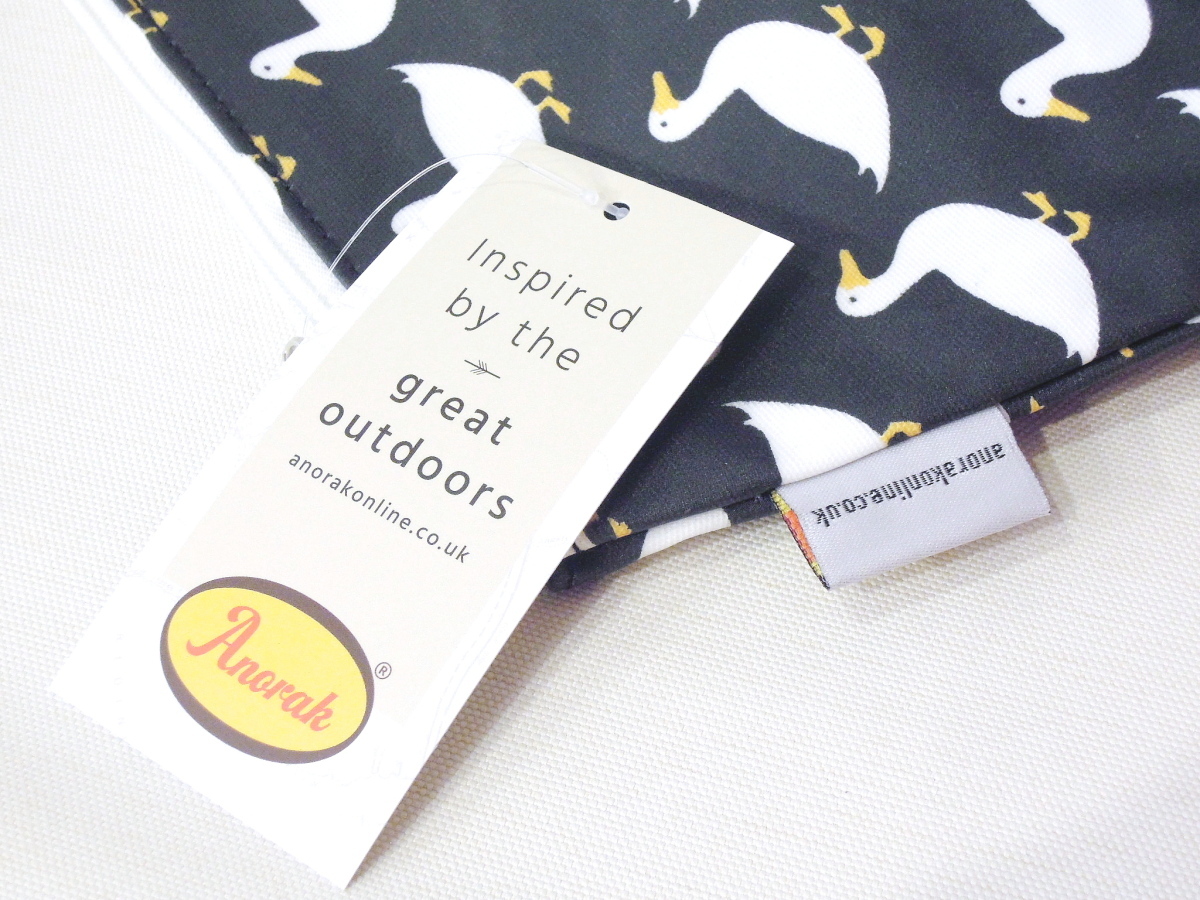 Inspired
by the
great
outdoors
anorakonline.co.uk
Anorak
®
anorakonline.co.uk